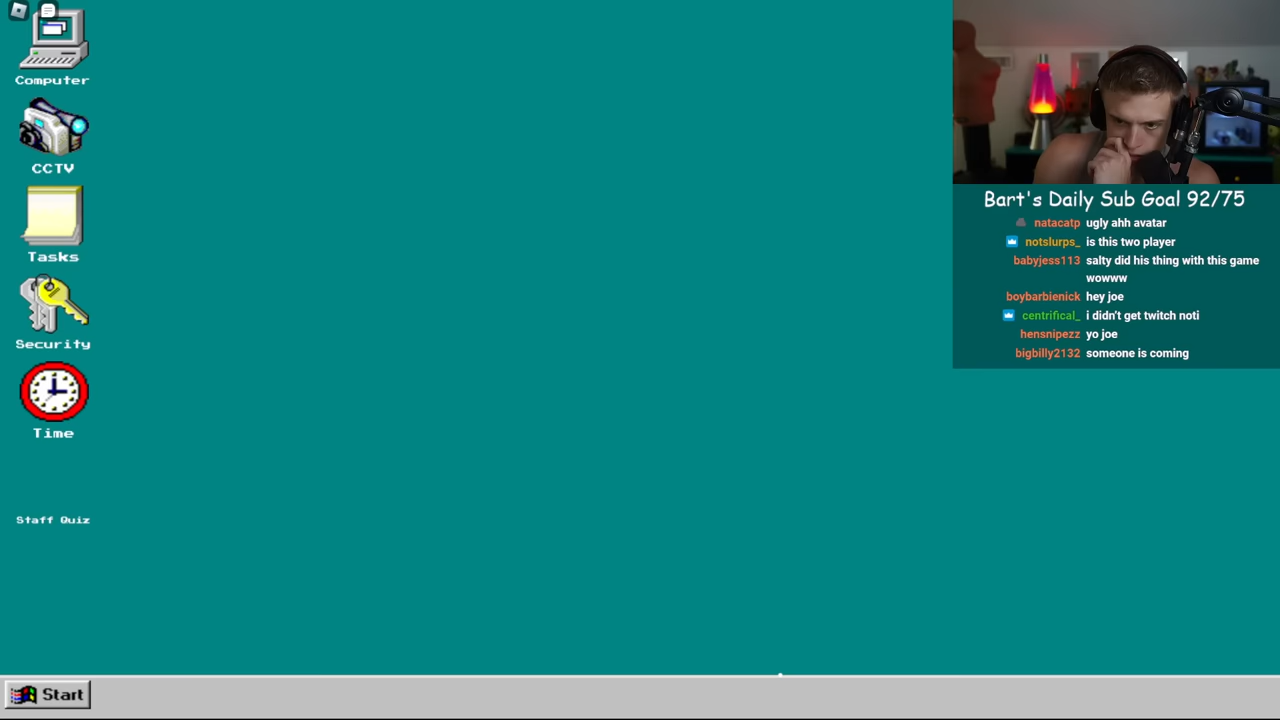 Computer
CCTV
Tasks
Security
Time
Staff Quiz
Start
Bart's Daily Sub Goal 92/75
natacatp ugly ahh avatar
notslurps_ is this two player
babyjess113 salty did his thing with this game
wowww
boybarbienick hey joe
centrifical_ i didn't get twitch noti
hensnipezz yo joe
bigbilly2132 someone is coming